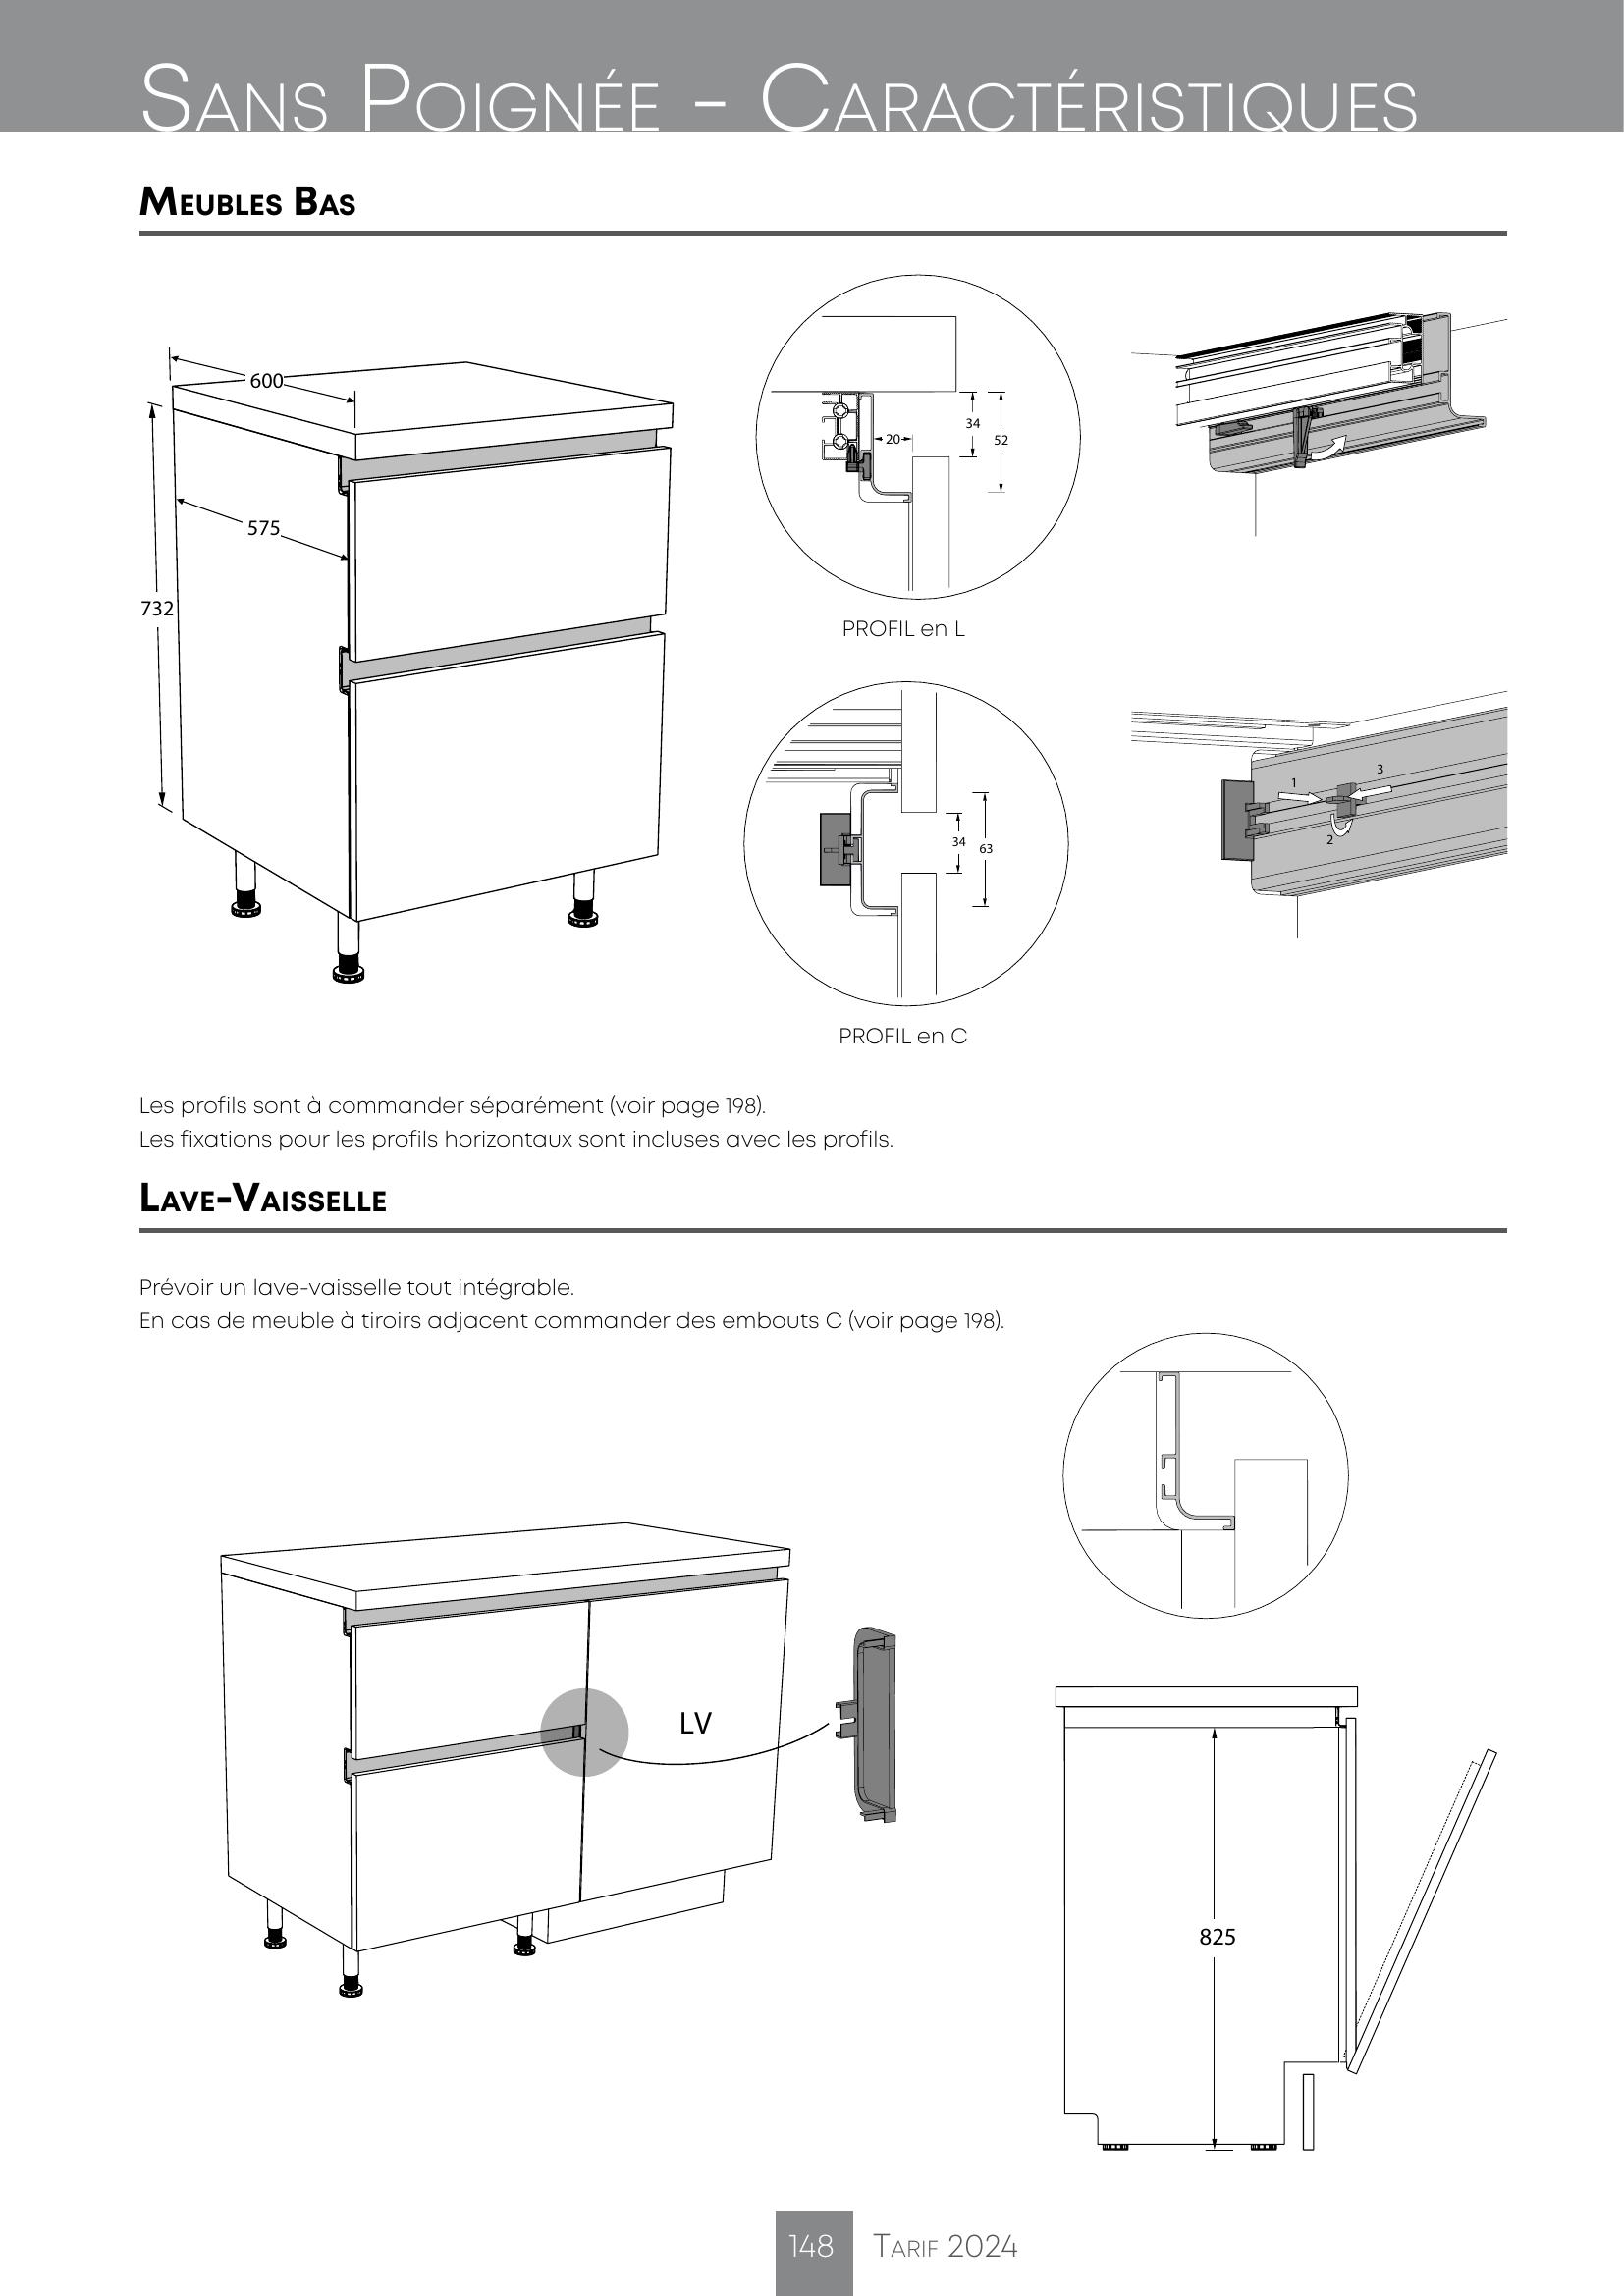 Sans Poignée - Caractéristiques
Meubles Bas
600
575
732
20
34
52
PROFIL en L
34
63
PROFIL en C
1
3
2
Les profils sont à commander séparément (voir page 198).
Les fixations pour les profils horizontaux sont incluses avec les profils.
Lave-Vaisselle
Prévoir un lave-vaisselle tout intégrable.
En cas de meuble à tiroirs adjacent commander des embouts C (voir page 198).
LV
825
148 Tarif 2024